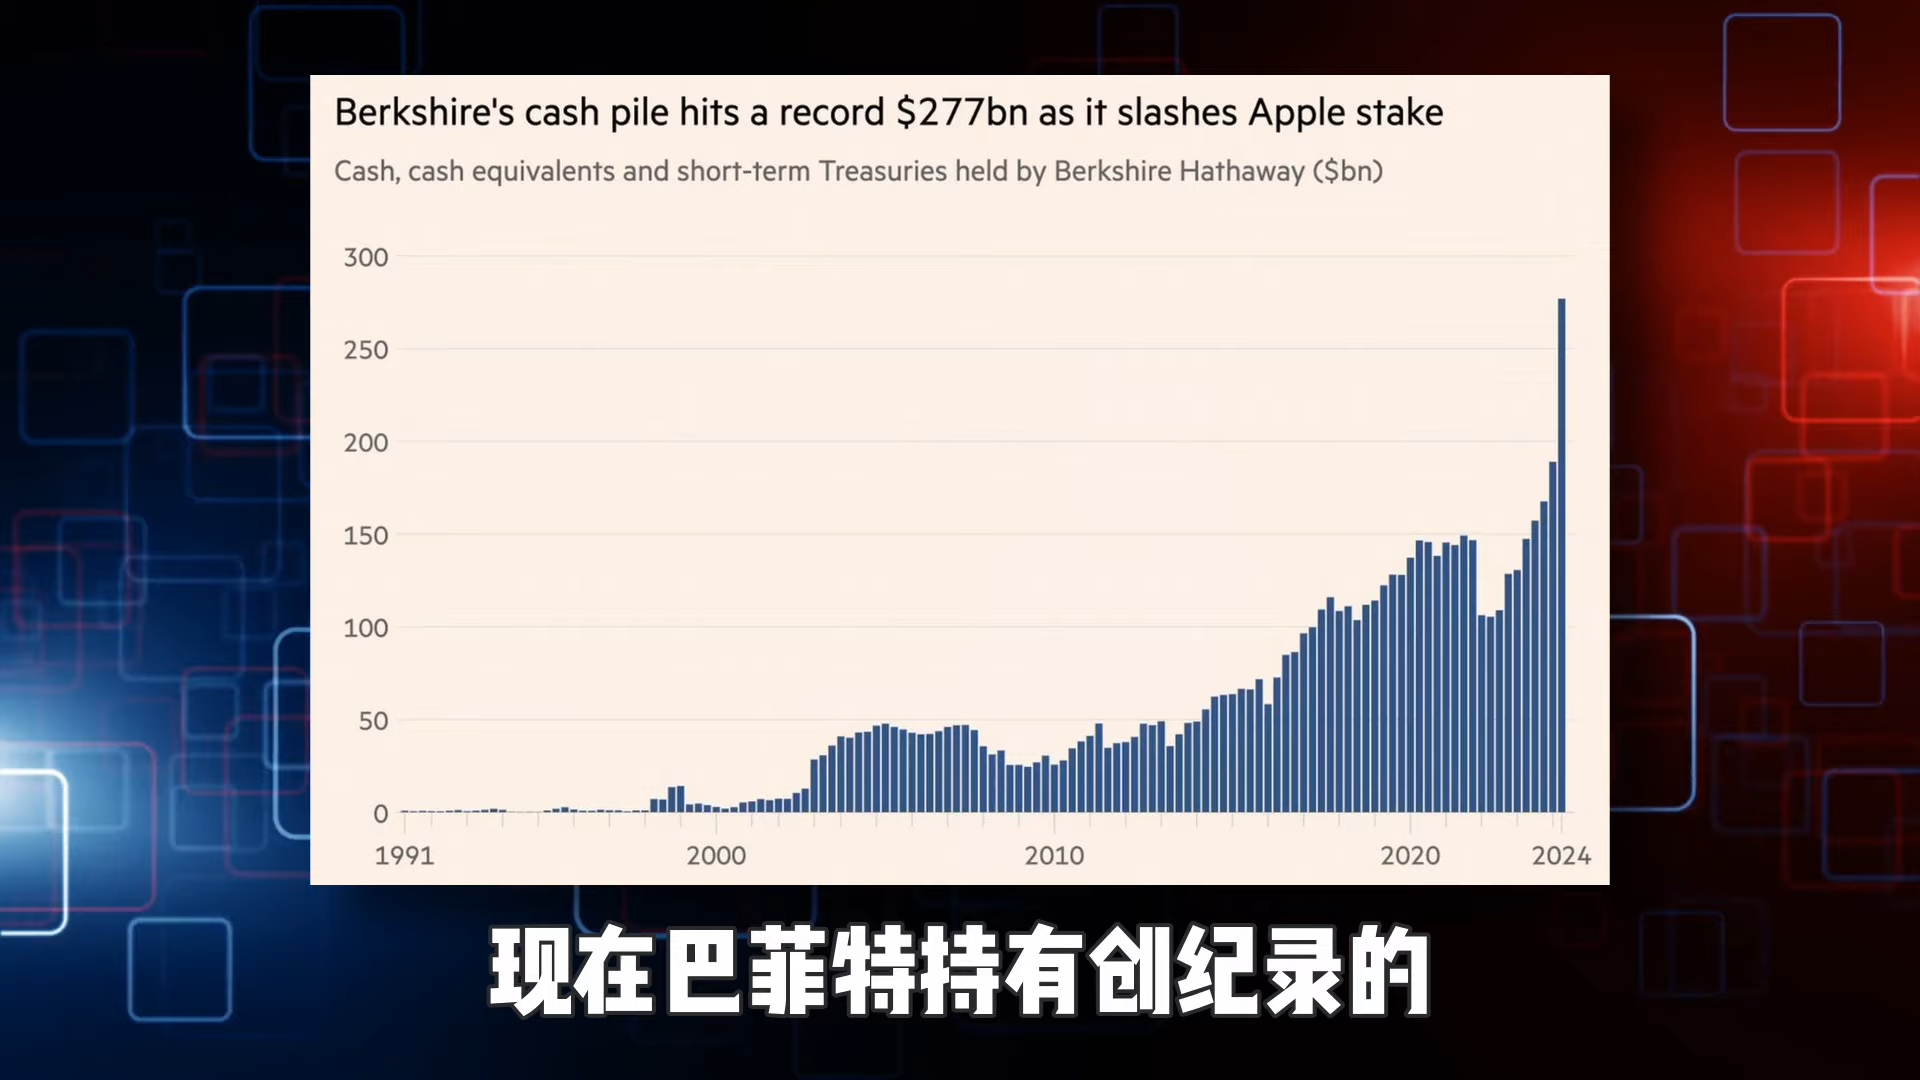 Berkshire's cash pile hits a record $277bn as it slashes Apple stake
Cash, cash equivalents and short-term Treasuries held by Berkshire Hathaway ($bn)
300
250
200
150
100
50
0
1991 2000 2010 2020 2024
现在巴菲特持有创纪录的